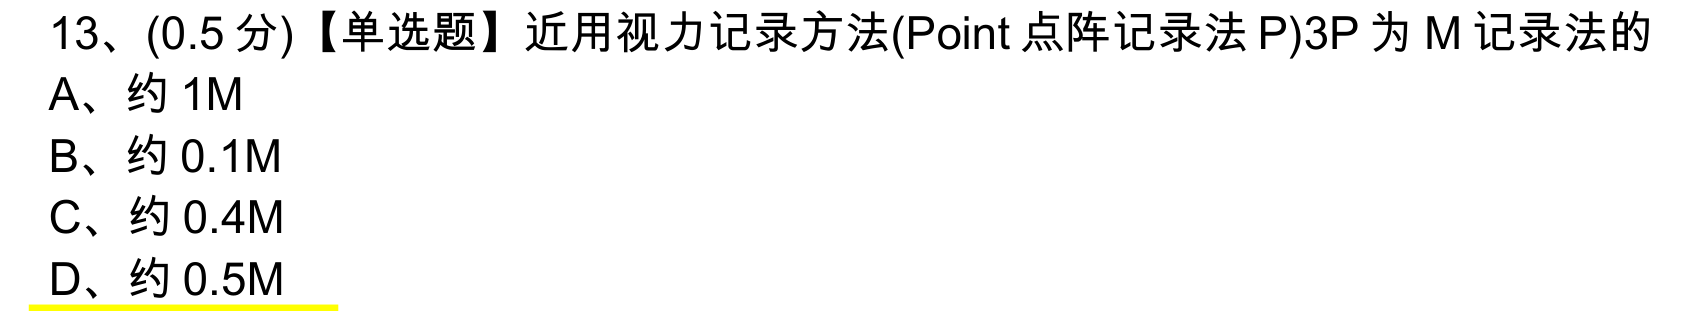 13、(0.5 分)【单选题】近用视力记录方法(Point 点阵记录法 P)3P 为 M 记录法的
A、约 1M
B、约 0.1M
C、约 0.4M
D、约 0.5M